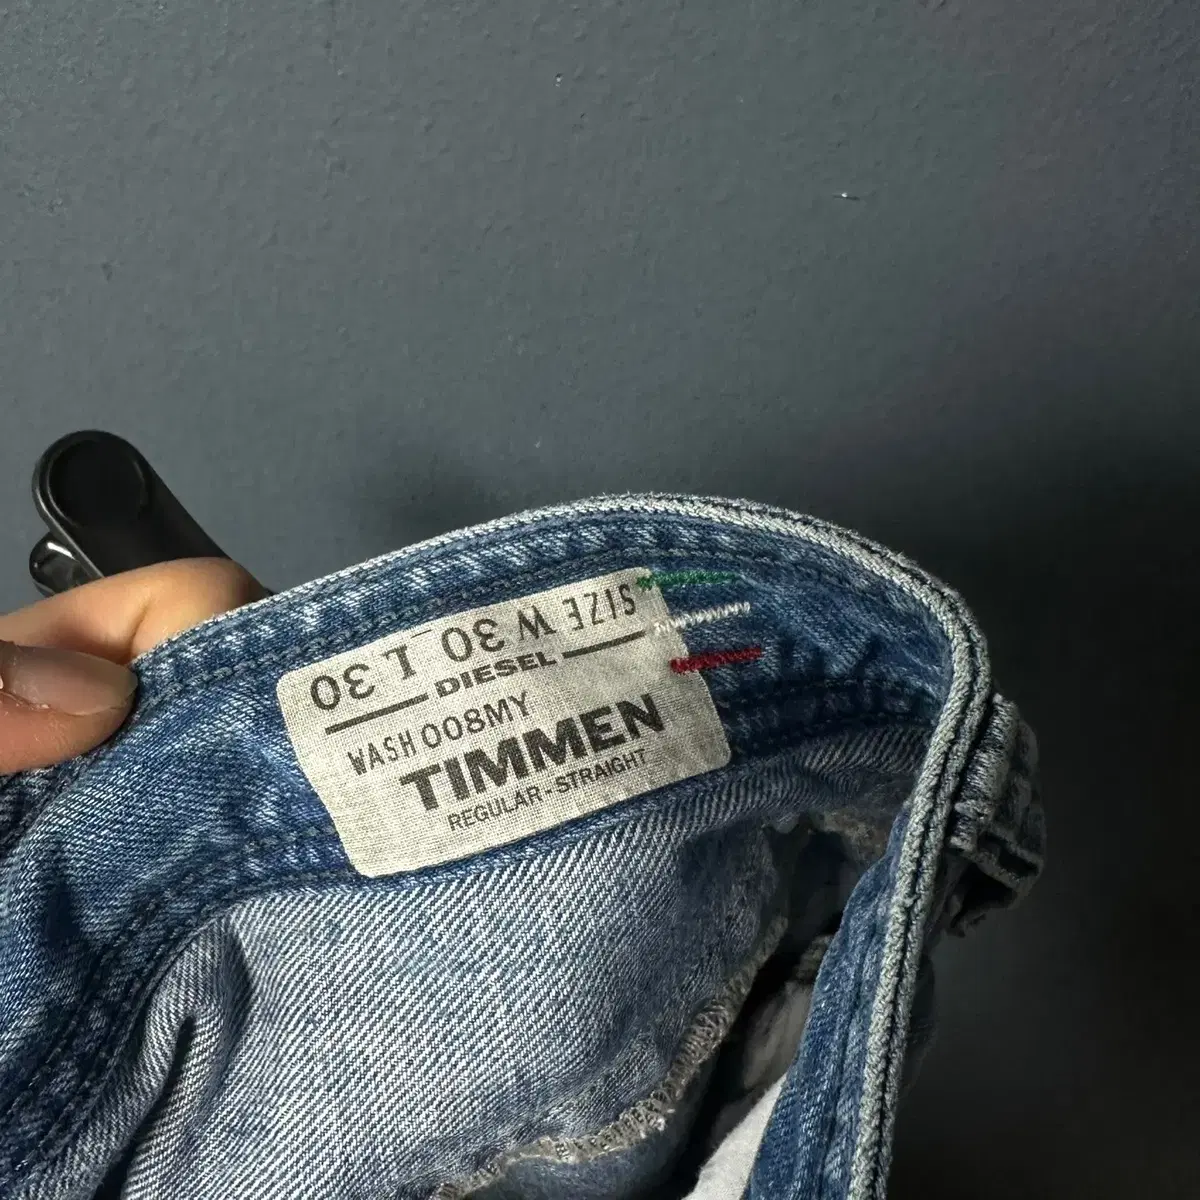 SIZE W 30 L 30
DIESEL
WASH 008MY
TIMMEN
REGULAR-STRAIGHT